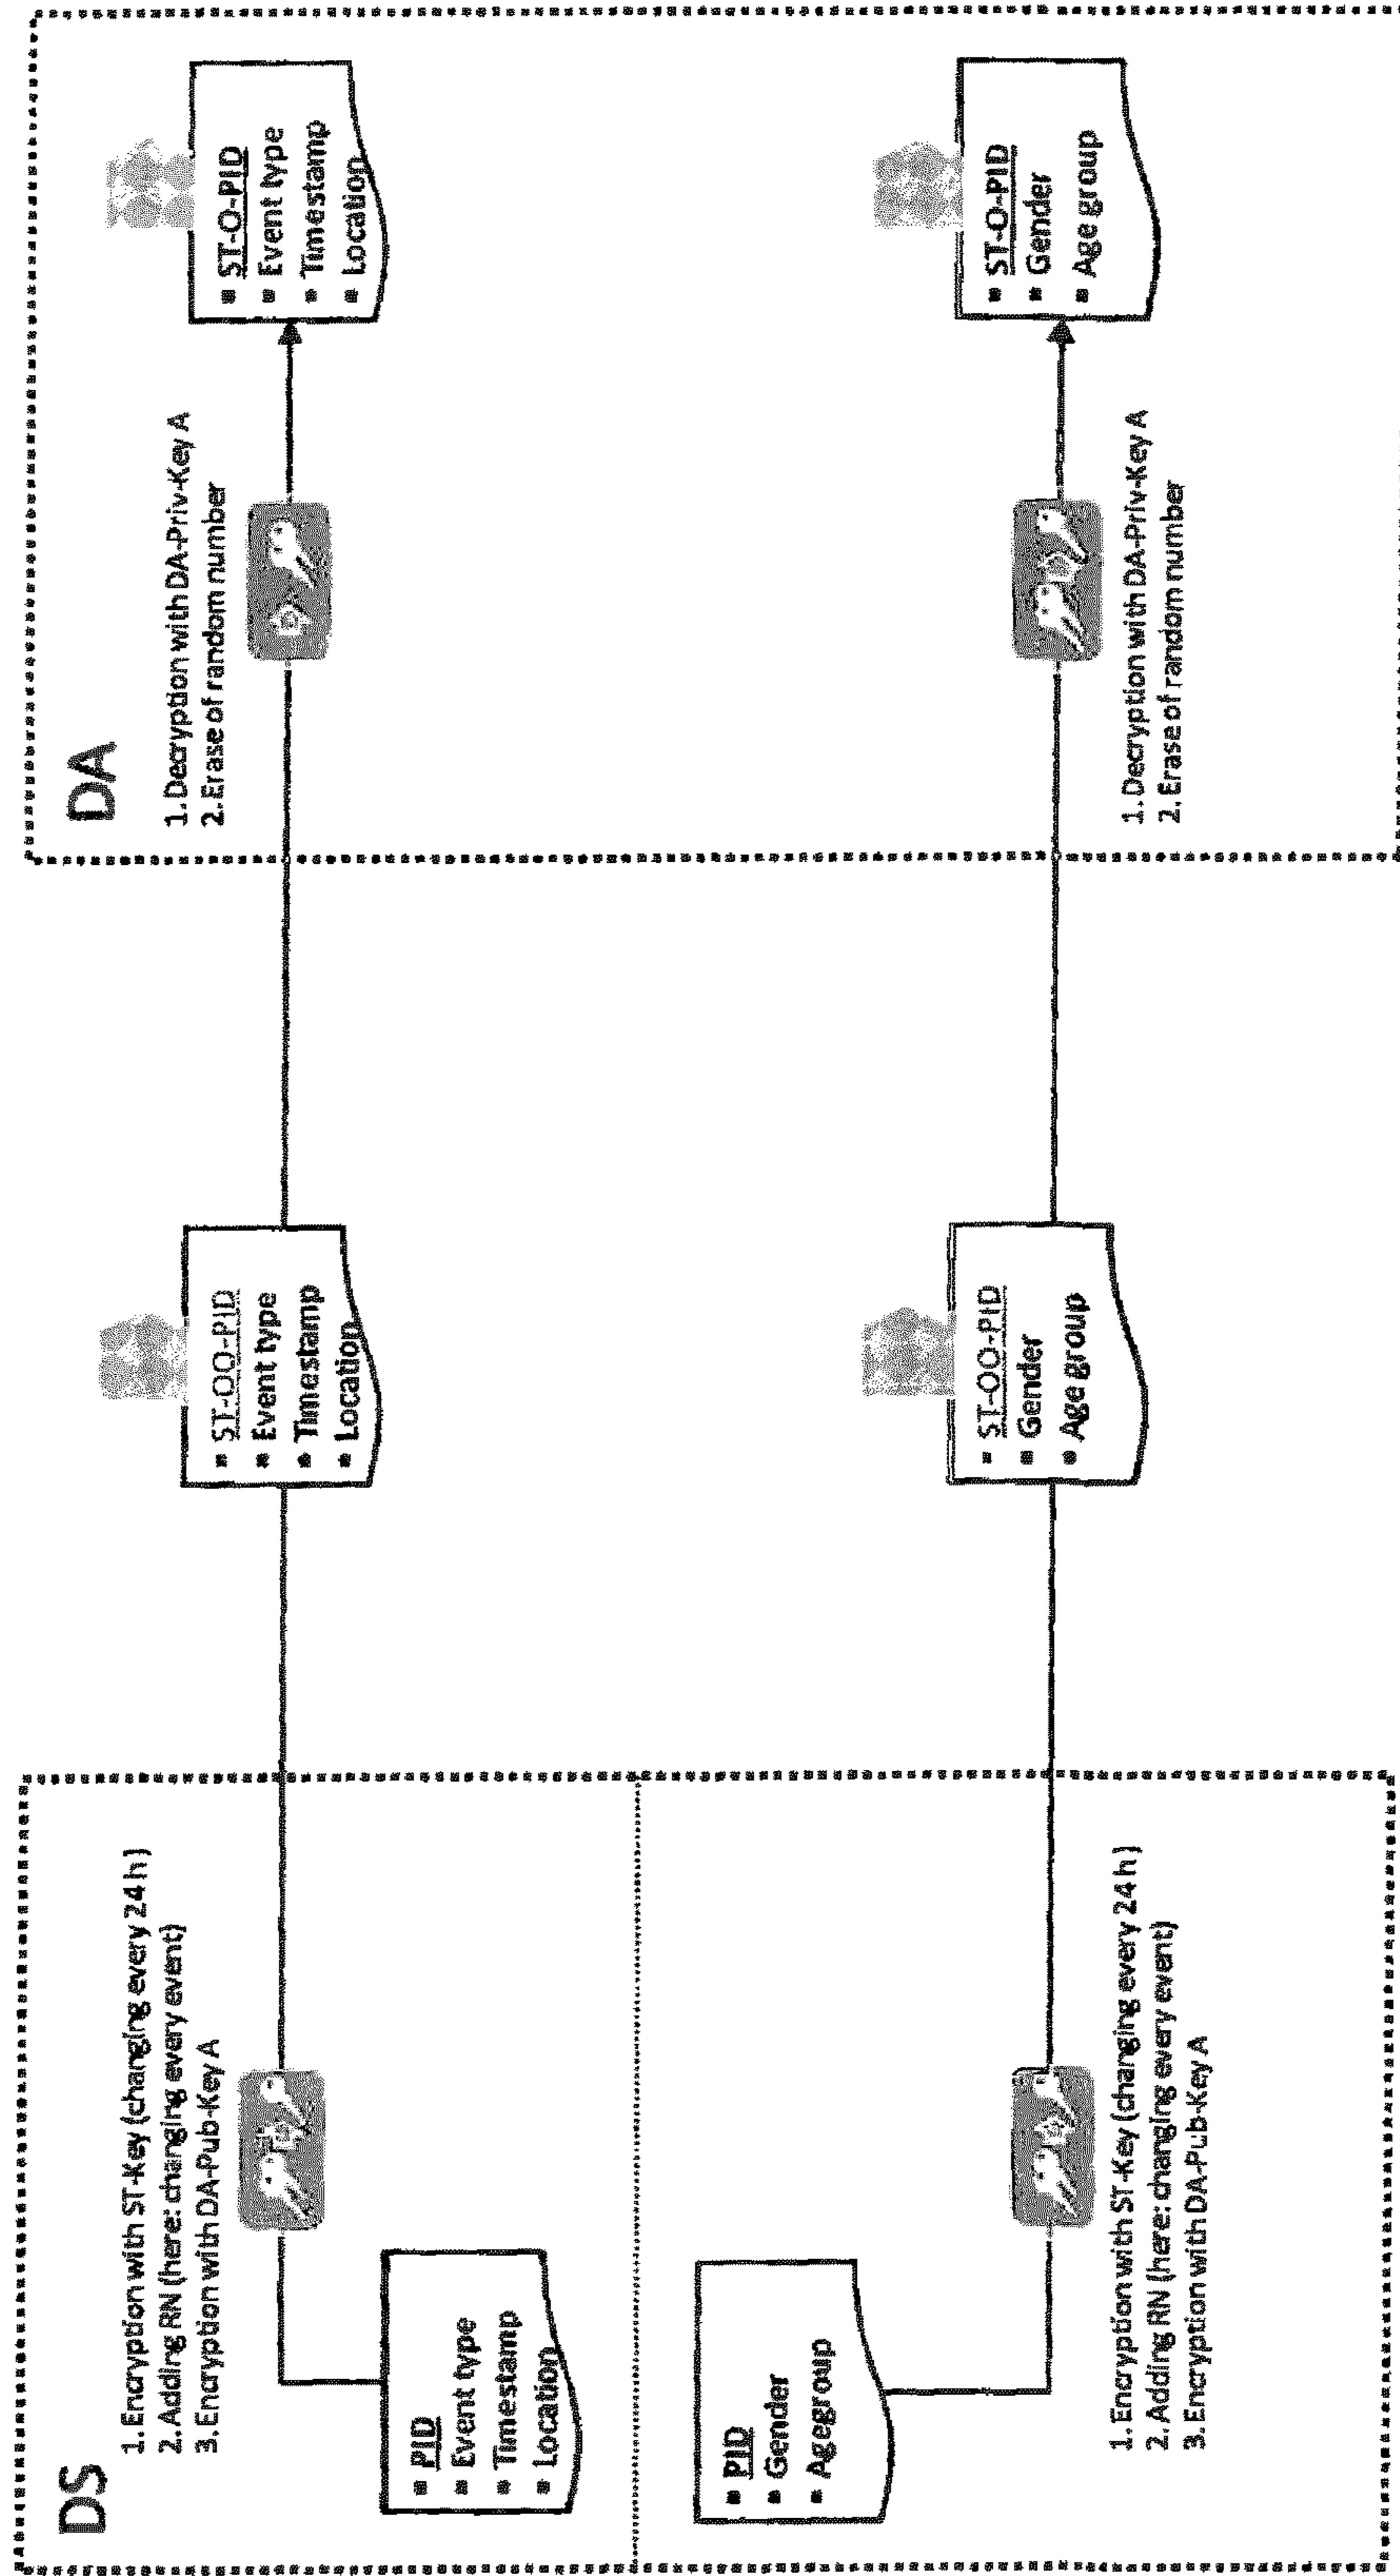 DS
1. Encryption with ST-Key (changing every 24 h)
2. Adding RN (here: changing every event)
3. Encryption with DA-Pub-Key A
▪ PID
▪ Event type
▪ Timestamp
▪ Location
▪ PID
▪ Gender
▪ Agegroup
1. Encryption with ST-Key (changing every 24 h)
2. Adding RN (here: changing every event)
3. Encryption with DA-Pub-Key A
▪ ST-OO-PID
▪ Event type
▪ Timestamp
▪ Location
▪ ST-OO-PID
▪ Gender
▪ Age group
DA
1. Decryption with DA-Priv-Key A
2. Erase of random number
▪ ST-O-PID
▪ Event type
▪ Timestamp
▪ Location
1. Decryption with DA-Priv-Key A
2. Erase of random number
▪ ST-O-PID
▪ Gender
▪ Age group